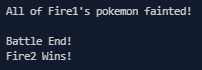 All of Fire1's pokemon fainted!
Battle End!
Fire2 Wins!